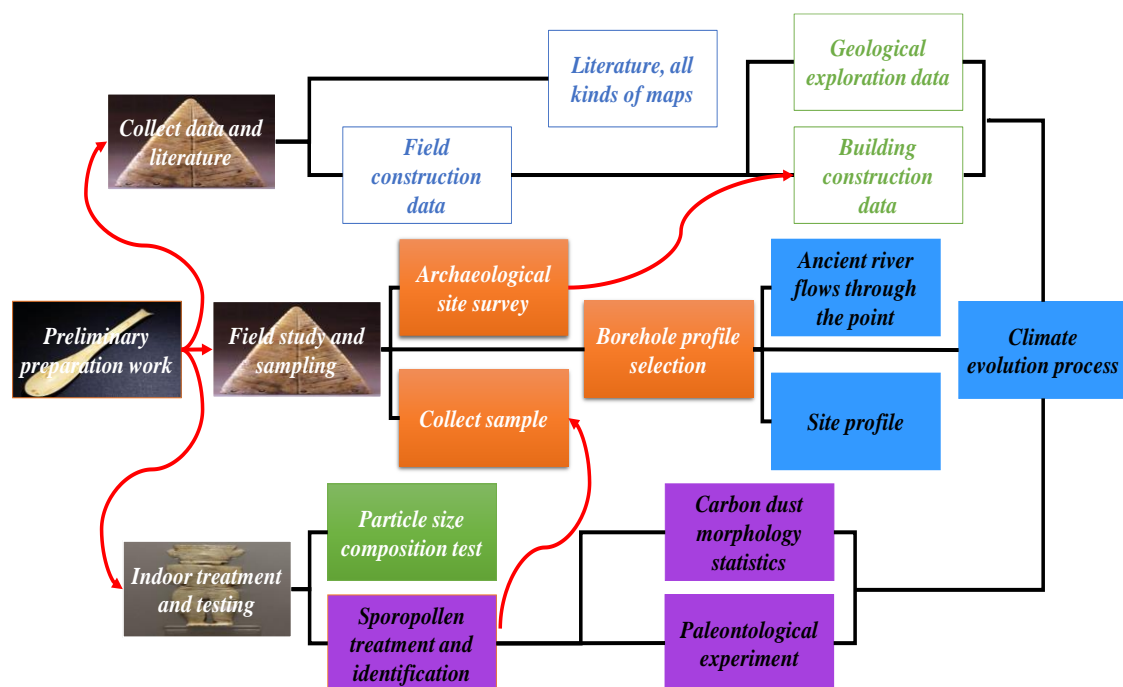 Literature, all
kinds of maps
Geological
exploration data
Collect data and
literature
Field
construction
data
Building
construction
data
Archaeological
site survey
Ancient river
flows through
the point
Preliminary
preparation work
Field study and
sampling
Borehole profile
selection
Climate
evolution process
Collect sample
Site profile
Particle size
composition test
Carbon dust
morphology
statistics
Indoor treatment
and testing
Sporopollen
treatment and
identification
Paleontological
experiment